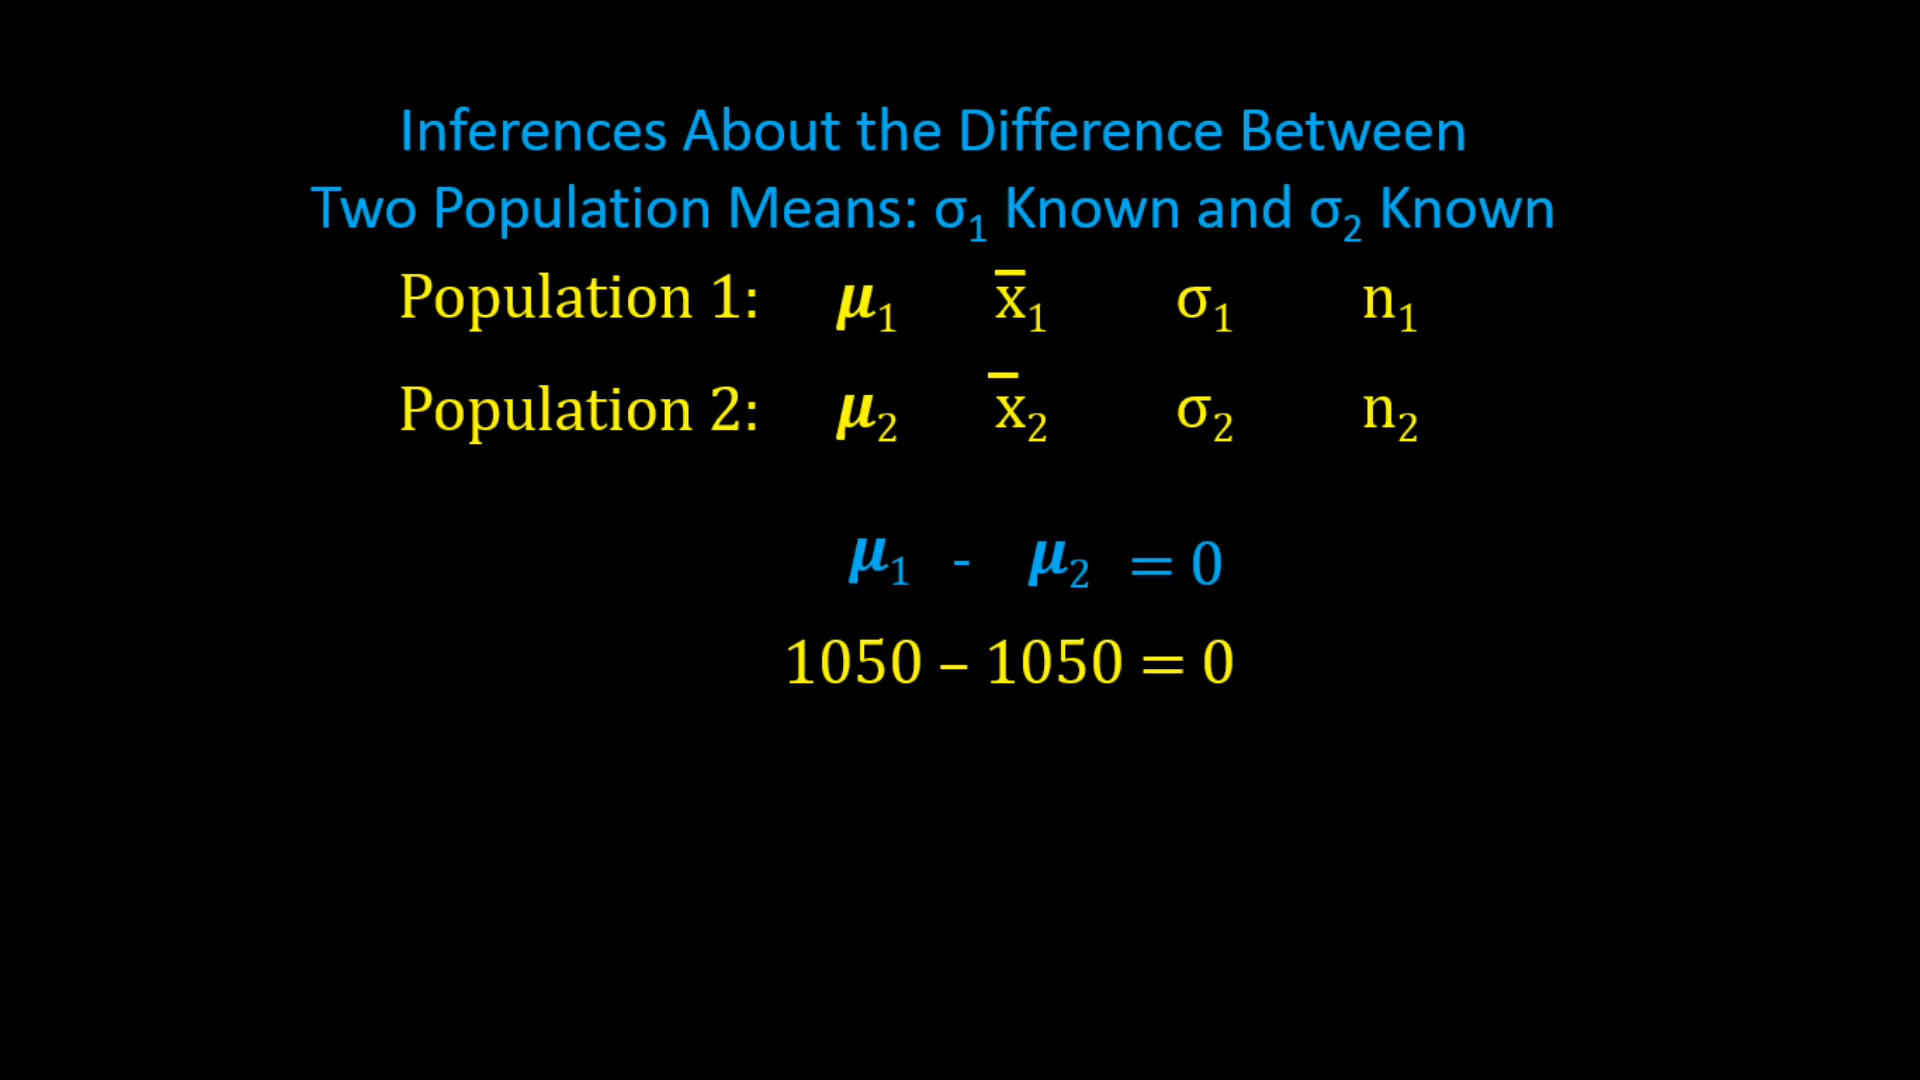 Inferences About the Difference Between
Two Population Means: σ₁ Known and σ₂ Known
Population 1: μ₁ x̄₁ σ₁ n₁
Population 2: μ₂ x̄₂ σ₂ n₂
μ₁ - μ₂ = 0
1050 – 1050 = 0